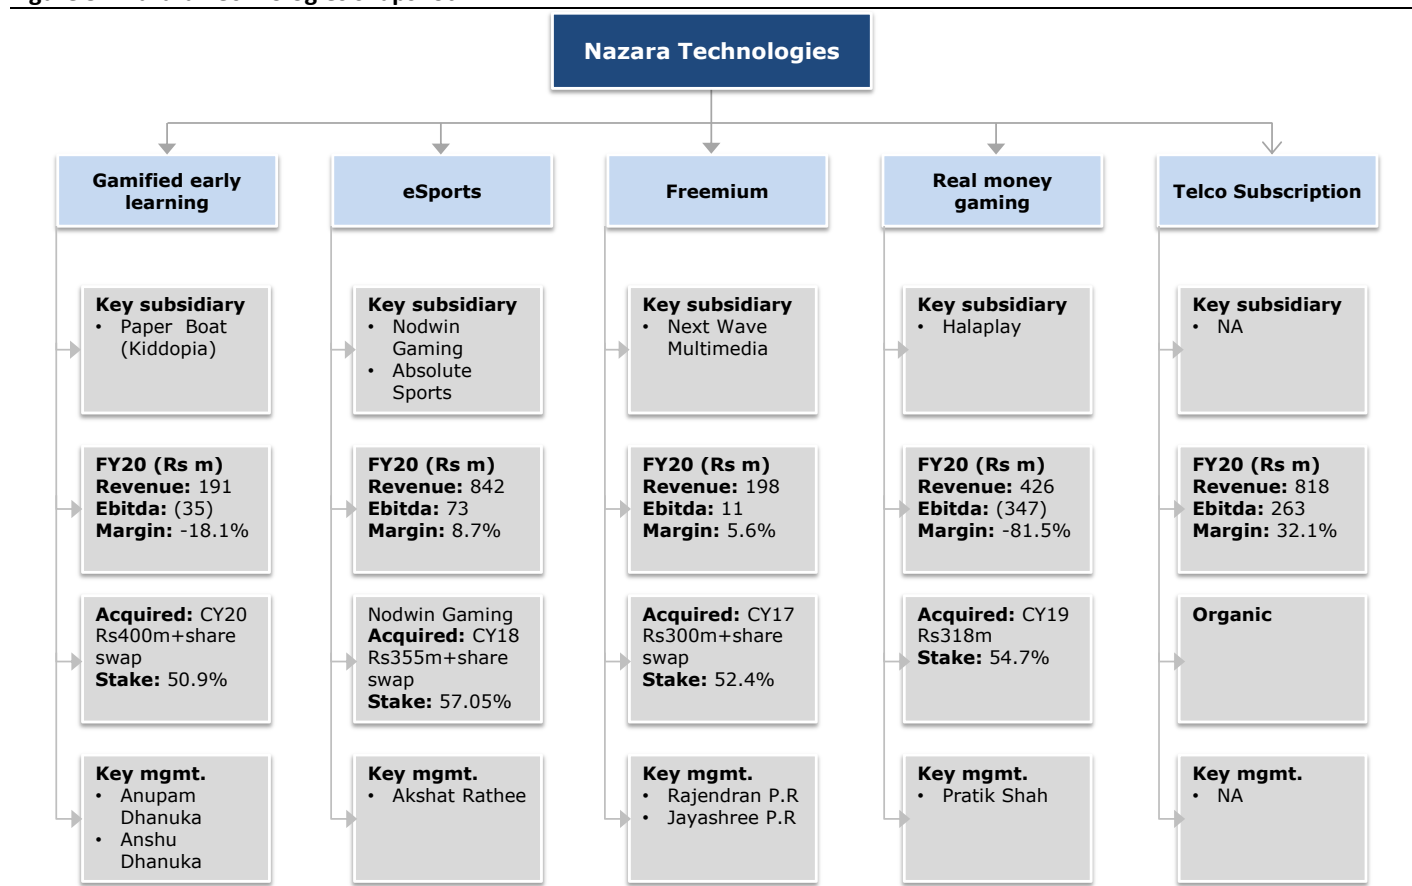 Nazara Technologies
Gamified early
learning
eSports
Freemium
Real money
gaming
Telco Subscription
Key subsidiary
• Paper Boat
(Kiddopia)
Key subsidiary
• Nodwin
Gaming
• Absolute
Sports
Key subsidiary
• Next Wave
Multimedia
Key subsidiary
• Halaplay
Key subsidiary
• NA
FY20 (Rs m)
Revenue: 191
Ebitda: (35)
Margin: -18.1%
FY20 (Rs m)
Revenue: 842
Ebitda: 73
Margin: 8.7%
FY20 (Rs m)
Revenue: 198
Ebitda: 11
Margin: 5.6%
FY20 (Rs m)
Revenue: 426
Ebitda: (347)
Margin: -81.5%
FY20 (Rs m)
Revenue: 818
Ebitda: 263
Margin: 32.1%
Acquired: CY20
Rs400m+share
swap
Stake: 50.9%
Nodwin Gaming
Acquired: CY18
Rs355m+share
swap
Stake: 57.05%
Acquired: CY17
Rs300m+share
swap
Stake: 52.4%
Acquired: CY19
Rs318m
Stake: 54.7%
Organic
Key mgmt.
• Anupam
Dhanuka
• Anshu
Dhanuka
Key mgmt.
• Akshat Rathee
Key mgmt.
• Rajendran P.R
• Jayashree P.R
Key mgmt.
• Pratik Shah
Key mgmt.
• NA